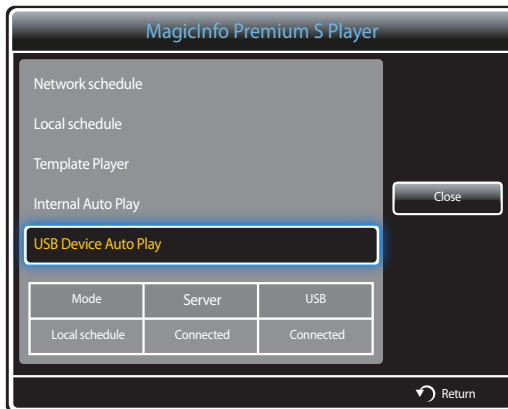 MagicInfo Premium S Player
Network schedule
Local schedule
Template Player
Internal Auto Play
USB Device Auto Play
Close
Mode Server USB
Local schedule Connected Connected
Return